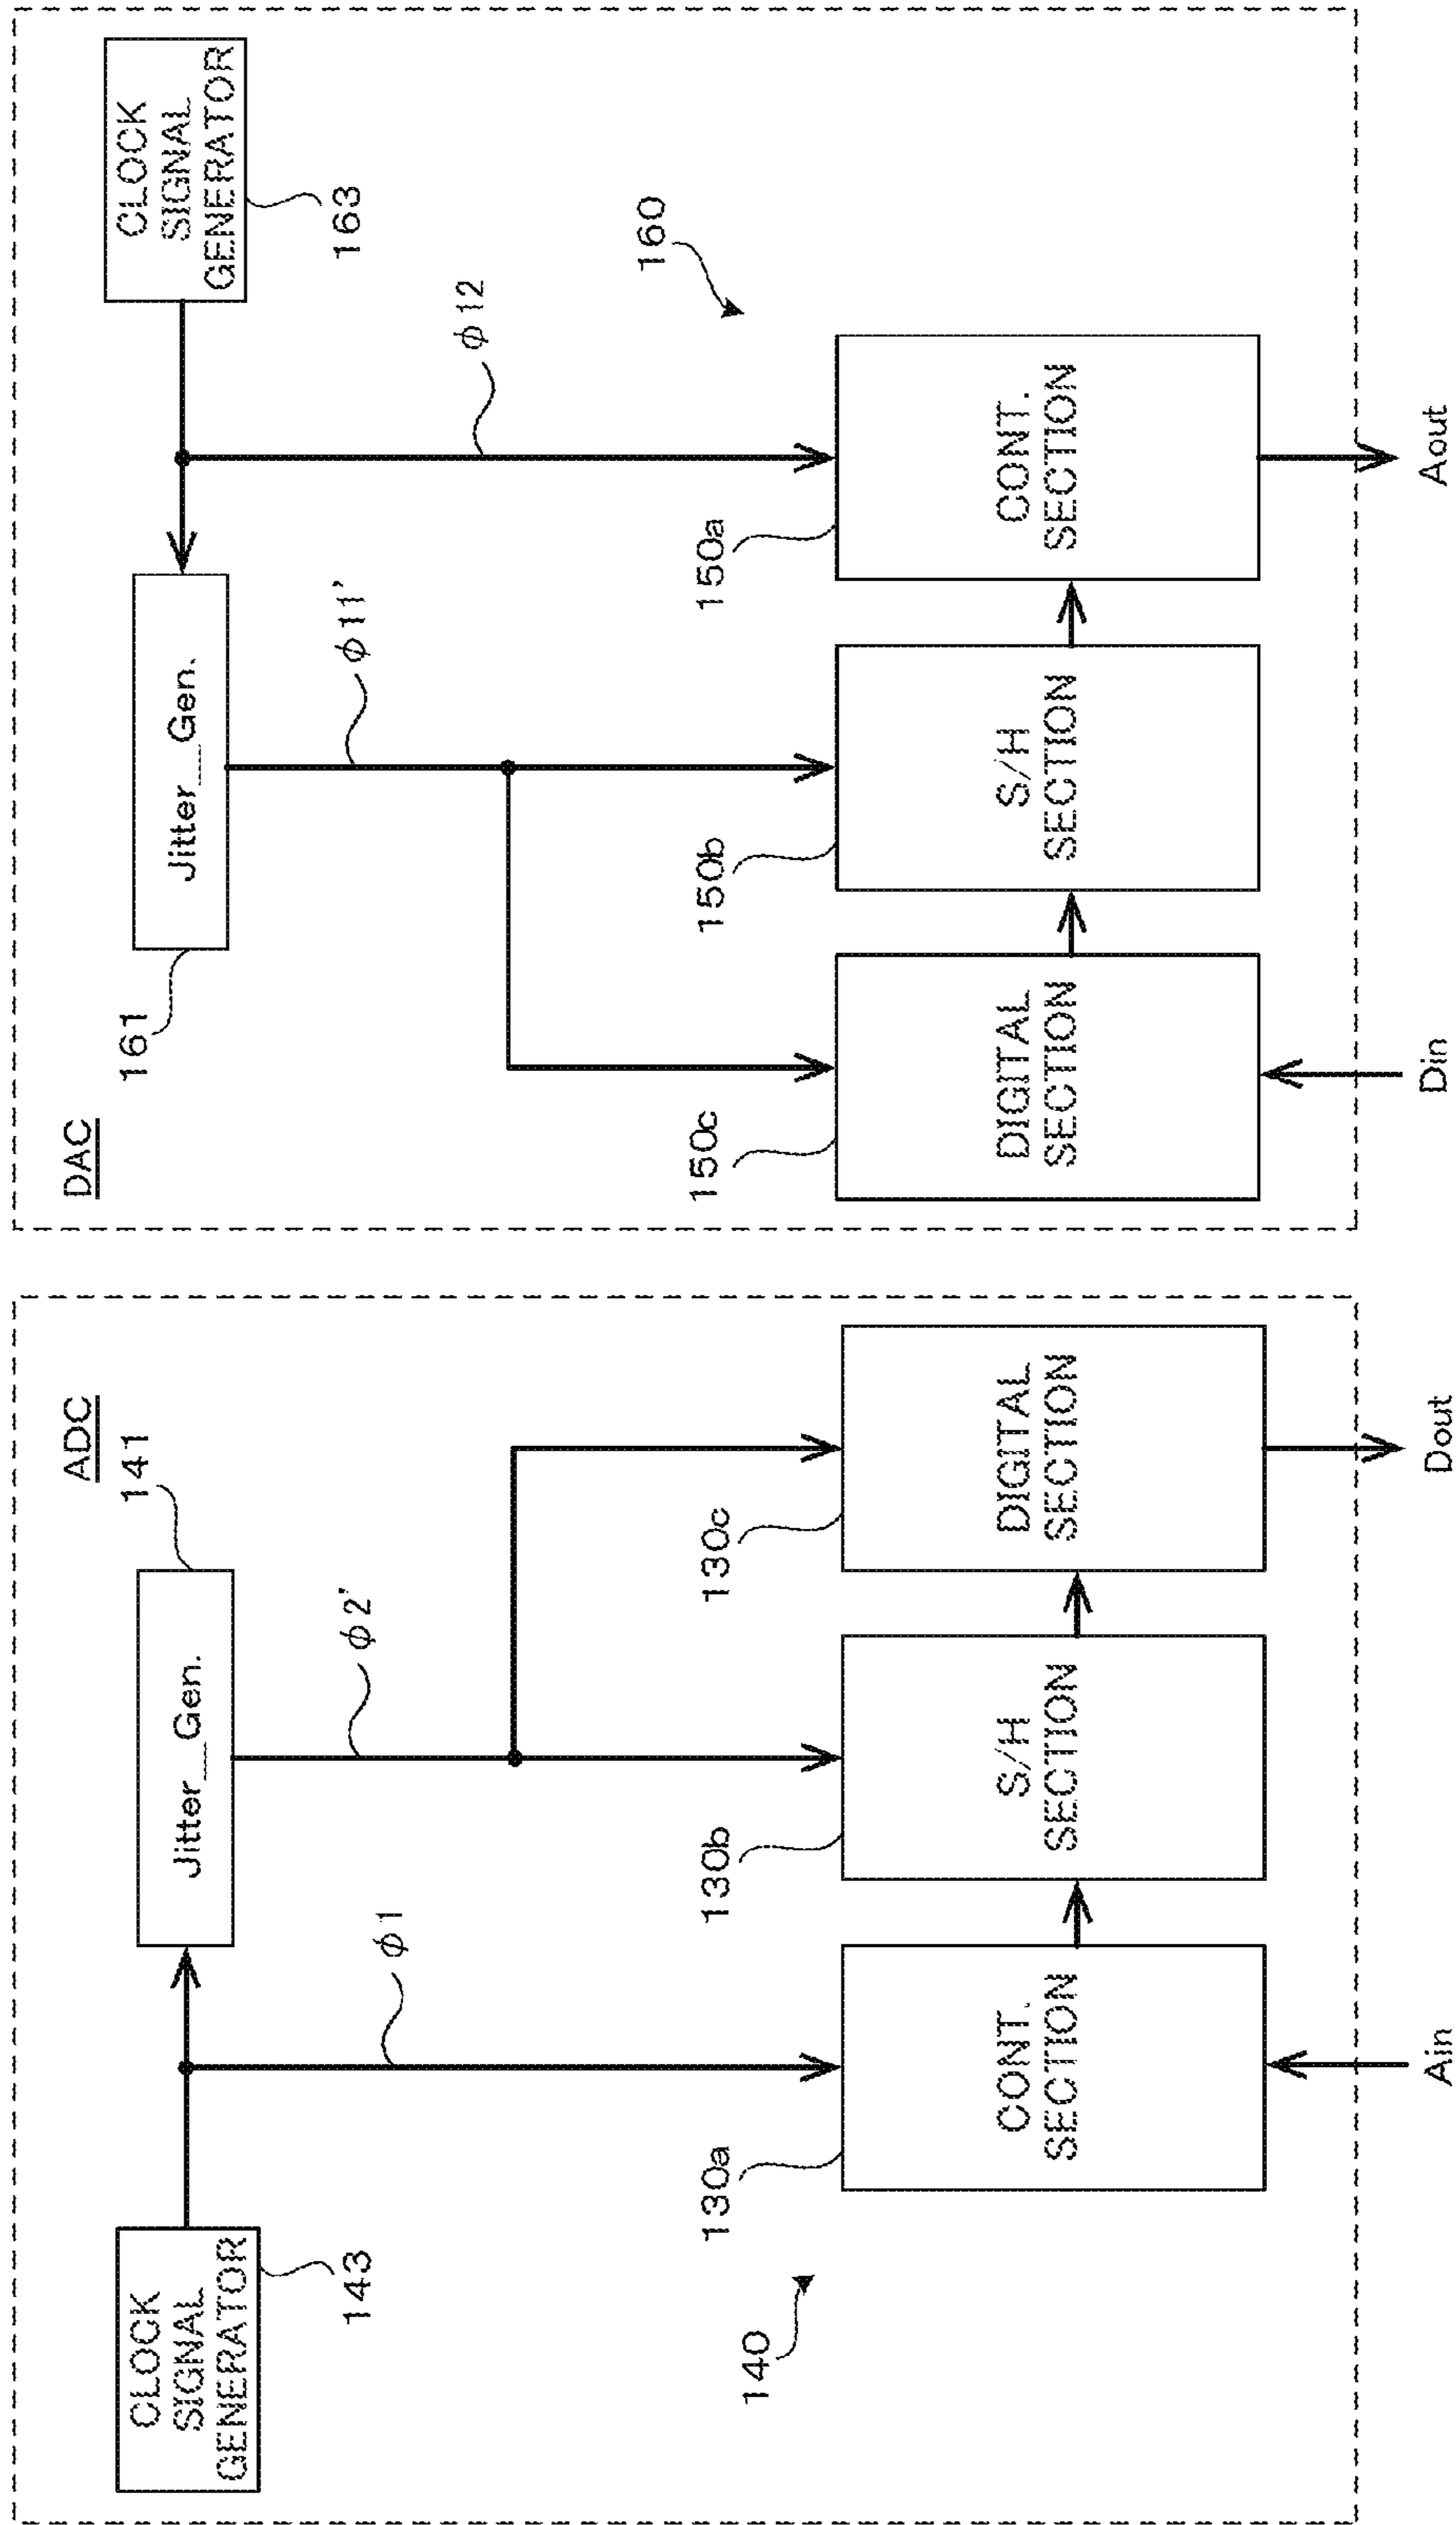 ADC
CLOCK
SIGNAL
GENERATOR
143
Jitter_Gen.
141
φ1
φ2'
140
130a
CONT.
SECTION
130b
S/H
SECTION
130c
DIGITAL
SECTION
Ain
Dout
DAC
161
Jitter_Gen.
CLOCK
SIGNAL
GENERATOR
163
φ11'
φ12
160
150c
DIGITAL
SECTION
150b
S/H
SECTION
150a
CONT.
SECTION
Din
Aout